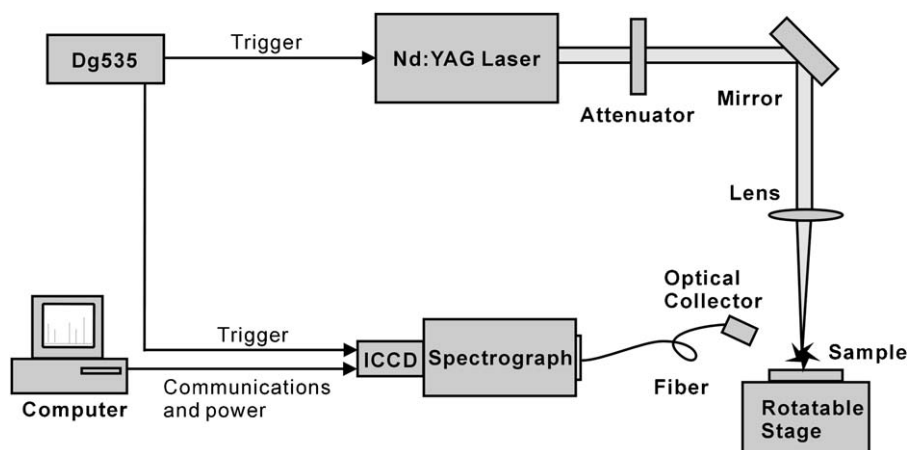 Trigger
Dg535
Nd:YAG Laser
Attenuator
Mirror
Lens
Optical
Collector
Trigger
ICCD
Spectrograph
Sample
Fiber
Communications
and power
Computer
Rotatable
Stage